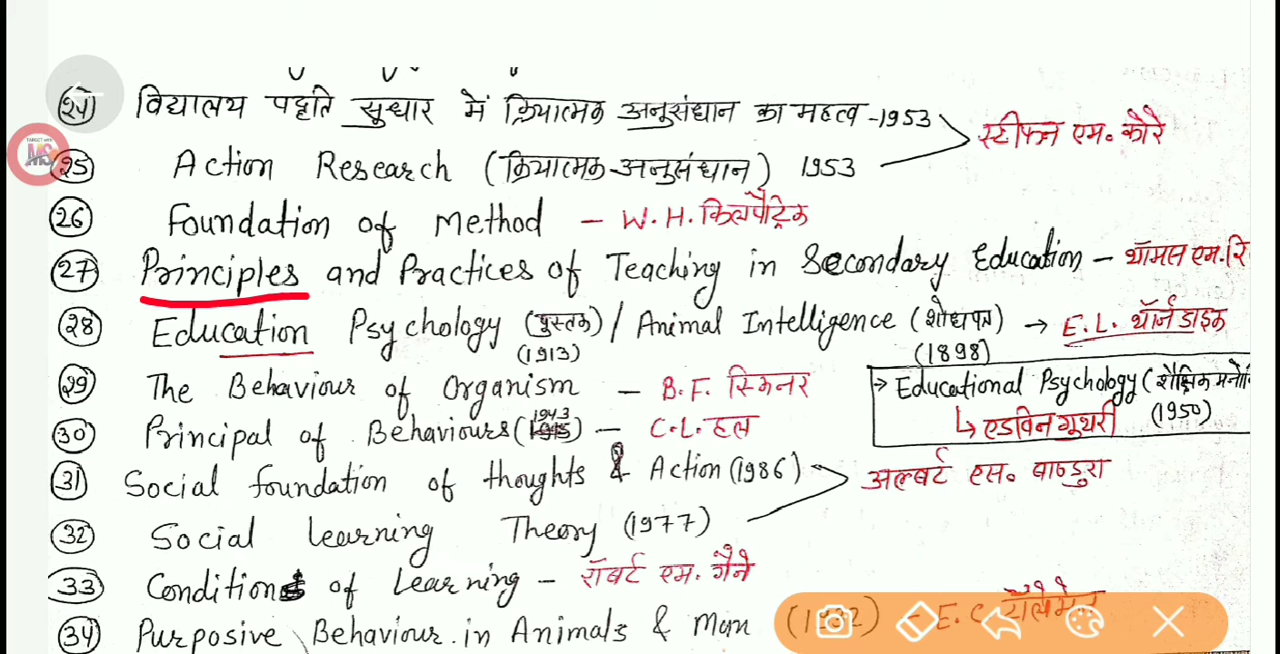 24 विद्यालय पद्धति सुधार में क्रियात्मक अनुसंधान का महत्व -1953
स्टीफन एम. कोरे
25 Action Research (क्रियात्मक-अनुसंधान) 1953
26 Foundation of Method - W. H. किलपैट्रिक
27 Principles and Practices of Teaching in Secondary Education - थॉमस एम. रि
28 Education Psychology (पुस्तक) / Animal Intelligence (शोधपत्र) → E. L. थॉर्नडाइक
(1913) (1898)
29 The Behaviour of Organism - B. F. स्किनर
→ Educational Psychology (शैक्षिक मनो
(1950)
↳ एडविन गुथरी
30 Principal of Behaviours (1943) - C. L. हल
31 Social foundation of thoughts & Action (1986)
अल्बर्ट एस. बाण्डुरा
32 Social learning Theory (1977)
33 Conditions of Learning - रॉबर्ट एम. गैने
34 Purposive Behaviour in Animals & Man (1932) - E. C. टॉलमेन